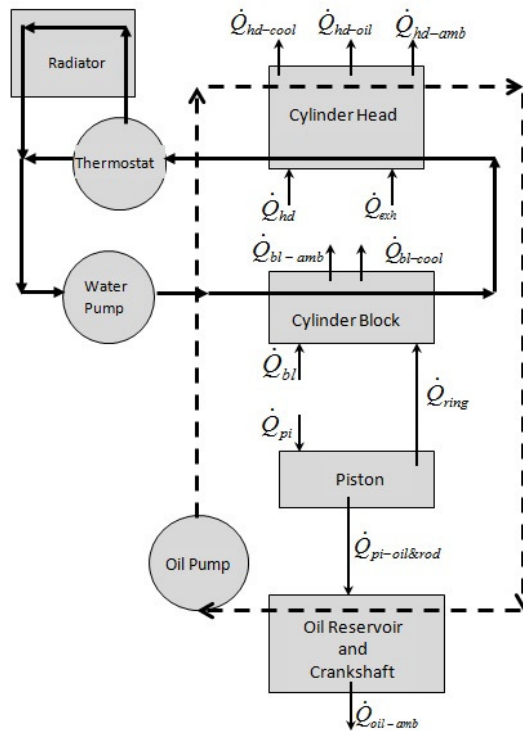 Q̇hd-cool
Q̇hd-oil
Q̇hd-amb
Radiator
Cylinder Head
Thermostat
Q̇hd
Q̇exh
Q̇bl-amb
Q̇bl-cool
Water
Pump
Cylinder Block
Q̇bl
Q̇ring
Q̇pi
Piston
Q̇pi-oil&rod
Oil Pump
Oil Reservoir
and
Crankshaft
Q̇oil-amb